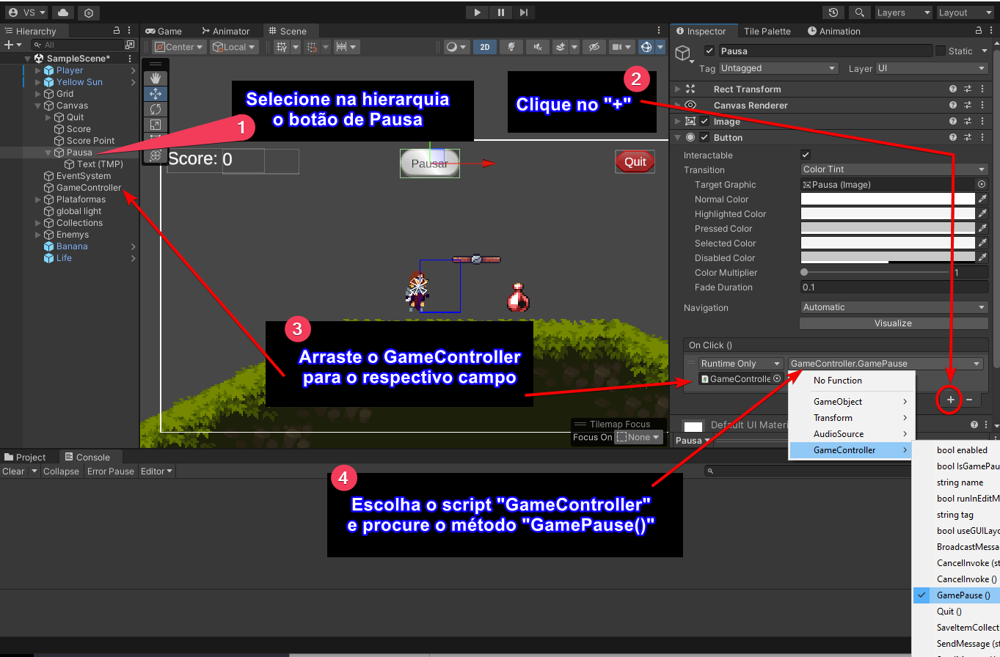 VS
Layers
Layout
Hierarchy
All
SampleScene*
Player
Yellow Sun
Grid
Canvas
Quit
Score
Score Point
Pausa
Text (TMP)
EventSystem
GameController
Plataformas
global light
Collections
Enemys
Banana
Life
Game
Animator
Scene
Center
Local
2D
Selecione na hierarquia
o botão de Pausa
1
Clique no "+"
2
Score: 0
Pausar
Quit
3
Arraste o GameController
para o respectivo campo
Tilemap Focus
Focus On
None
Inspector
Tile Palette
Animation
Pausa
Static
Tag
Untagged
Layer
UI
Rect Transform
Canvas Renderer
Image
Button
Interactable
Transition
Color Tint
Target Graphic
Pausa (Image)
Normal Color
Highlighted Color
Pressed Color
Selected Color
Disabled Color
Color Multiplier
1
Fade Duration
0.1
Navigation
Automatic
Visualize
On Click ()
Runtime Only
GameController.GamePause
GameControlle
No Function
GameObject
Transform
AudioSource
GameController
Default UI Materi
Pausa
bool enabled
bool IsGamePau
string name
bool runInEditM
string tag
bool useGUILayo
BroadcastMessa
CancelInvoke (st
CancelInvoke ()
GamePause ()
Quit ()
SaveItemCollect
SendMessage (st
Project
Console
Clear
Collapse
Error Pause
Editor
4
Escolha o script "GameController"
e procure o método "GamePause()"